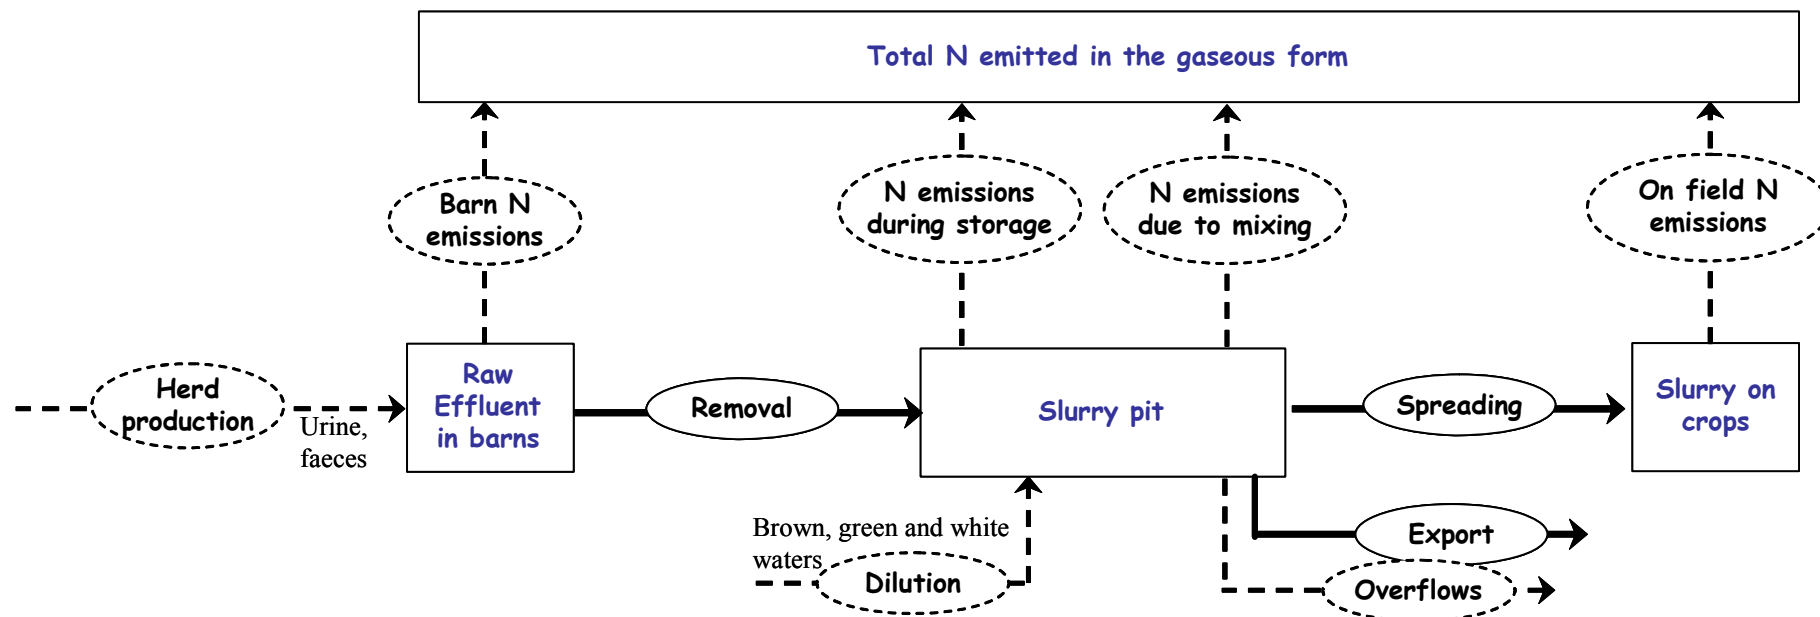 Total N emitted in the gaseous form
Barn N
emissions
N emissions
during storage
N emissions
due to mixing
On field N
emissions
Herd
production
Urine,
faeces
Raw
Effluent
in barns
Removal
Slurry pit
Spreading
Slurry on
crops
Brown, green and white
waters
Dilution
Export
Overflows